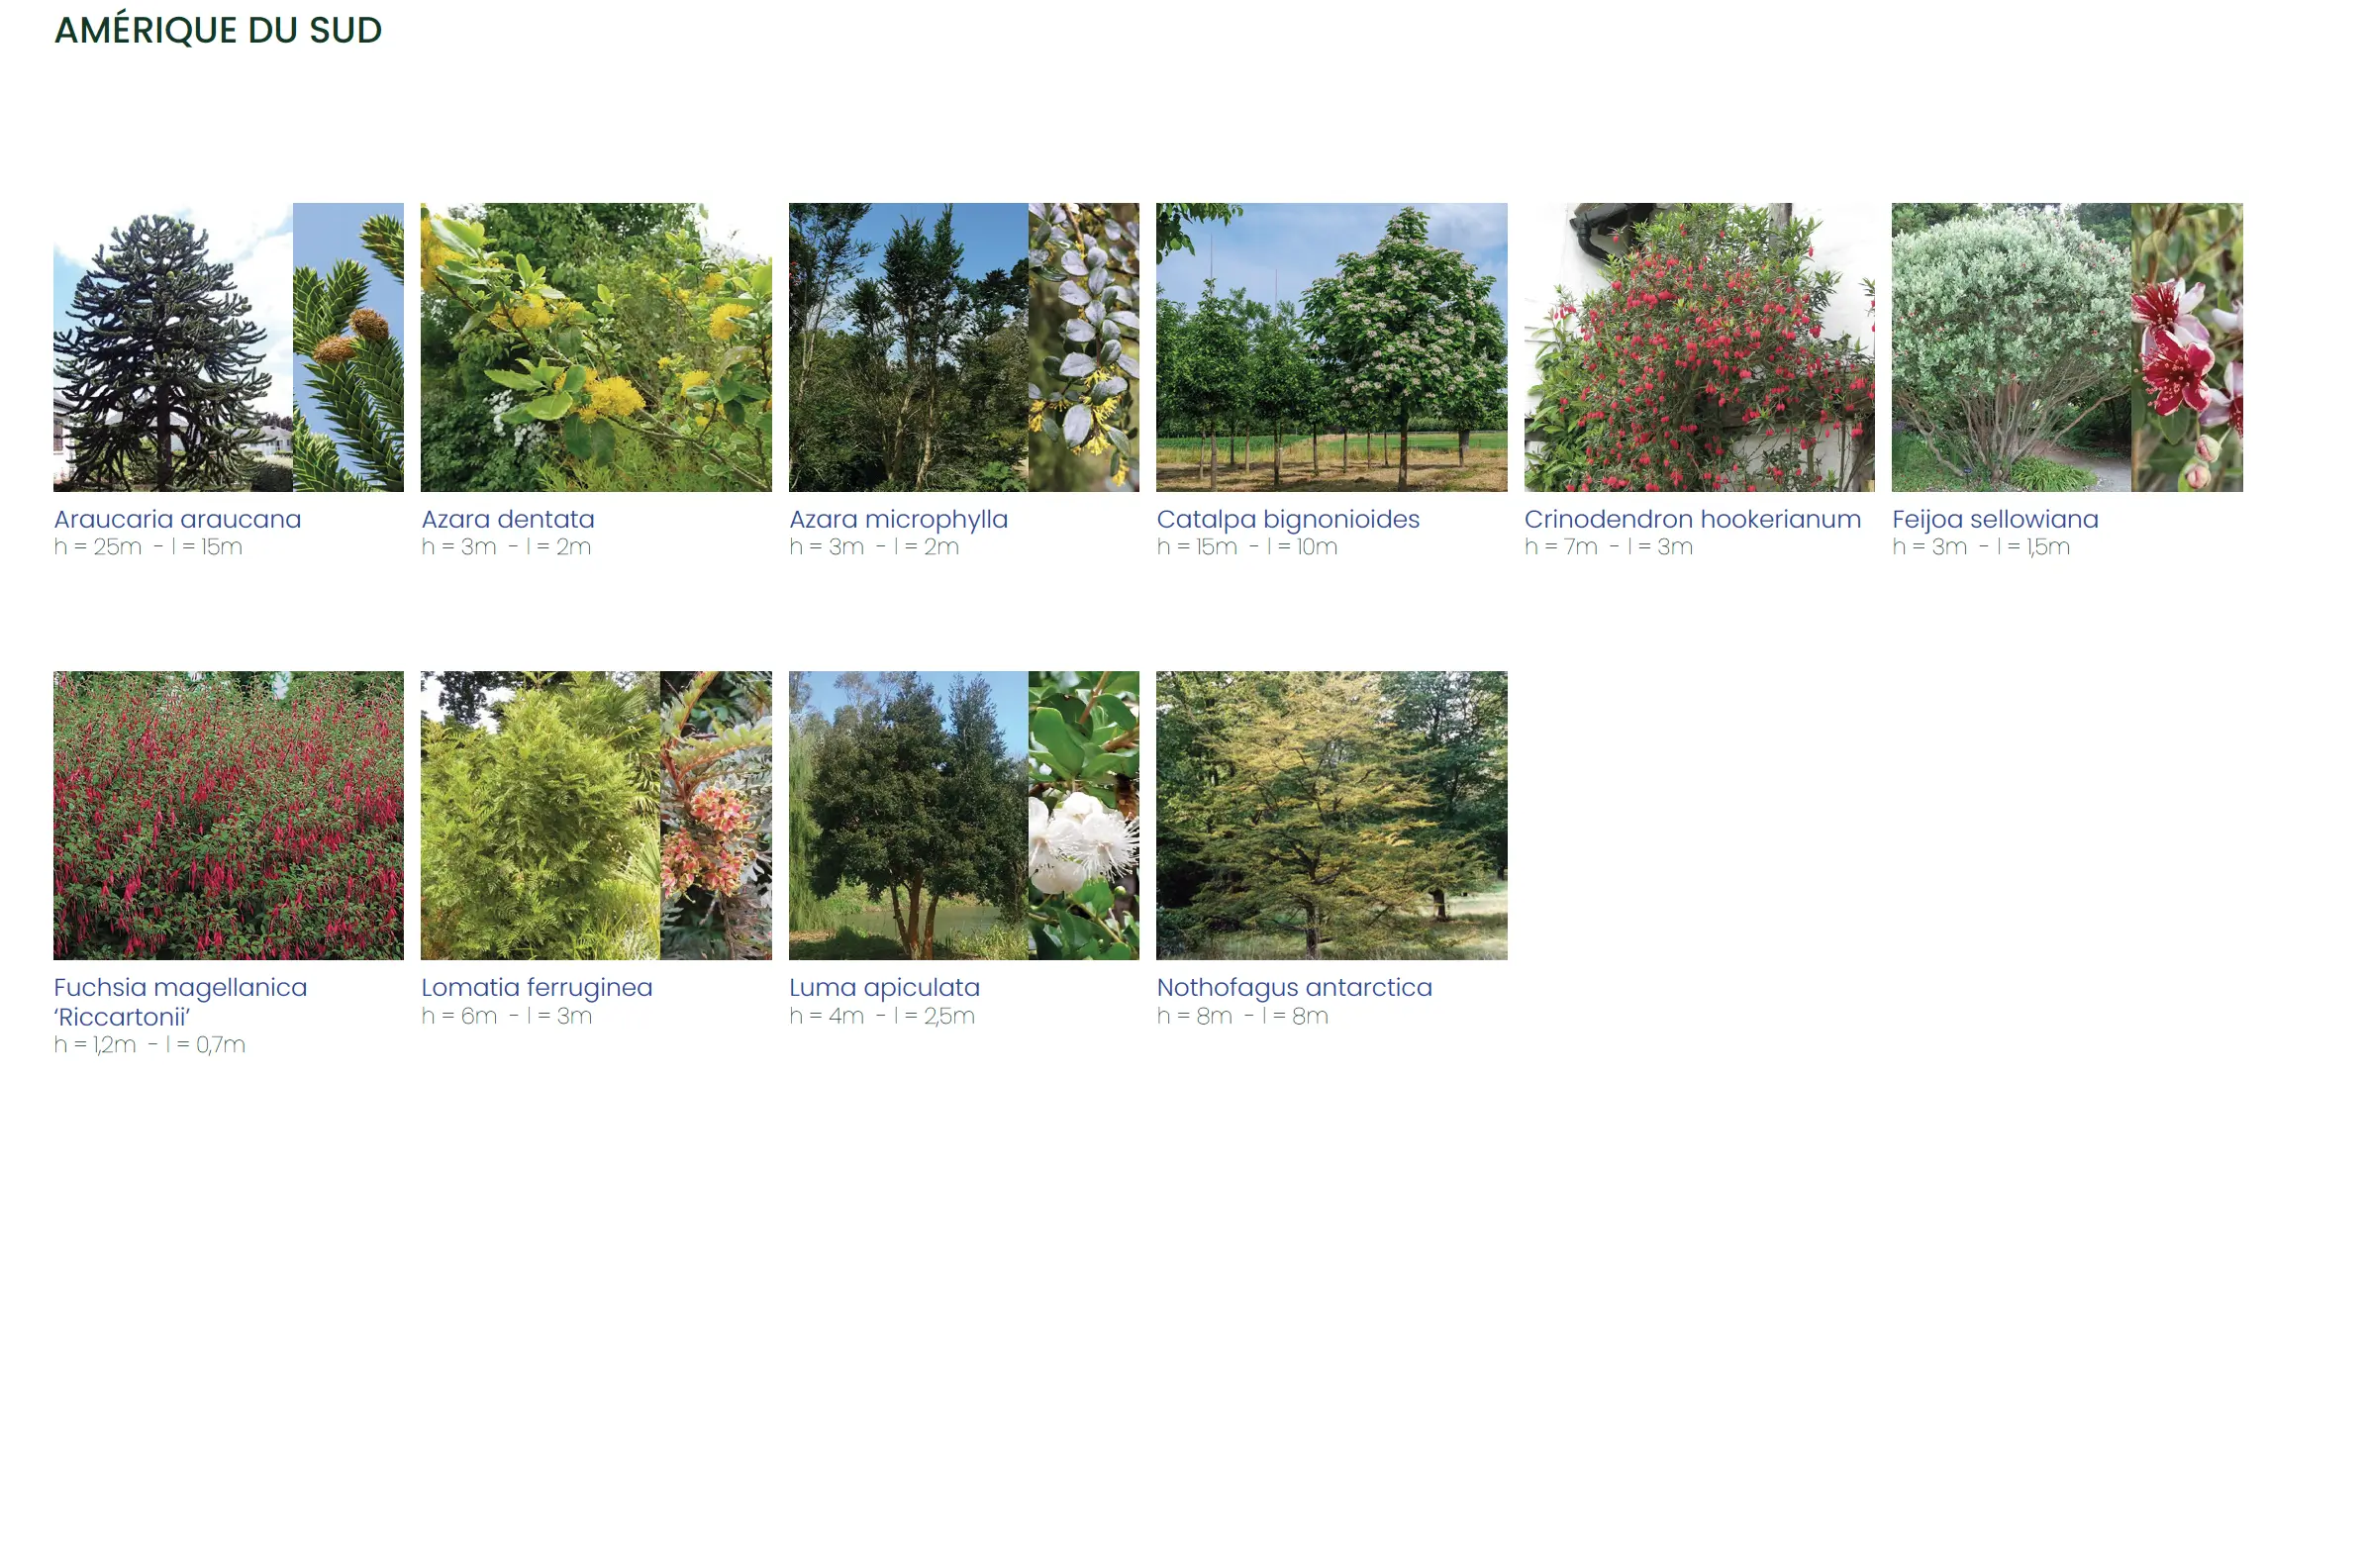 AMÉRIQUE DU SUD
Araucaria araucana
h = 25m - l = 15m
Azara dentata
h = 3m - l = 2m
Azara microphylla
h = 3m - l = 2m
Catalpa bignonioides
h = 15m - l = 10m
Crinodendron hookerianum
h = 7m - l = 3m
Feijoa sellowiana
h = 3m - l = 1,5m
Fuchsia magellanica
‘Riccartonii’
h = 1,2m - l = 0,7m
Lomatia ferruginea
h = 6m - l = 3m
Luma apiculata
h = 4m - l = 2,5m
Nothofagus antarctica
h = 8m - l = 8m